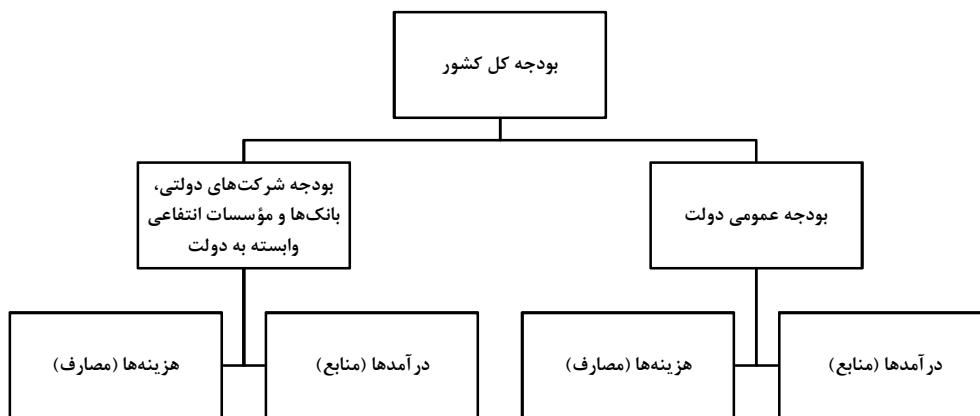 بودجه کل کشور
بودجه عمومی دولت
بودجه شرکت‌های دولتی،
بانک‌ها و مؤسسات انتفاعی
وابسته به دولت
درآمدها (منابع)
هزینه‌ها (مصارف)
درآمدها (منابع)
هزینه‌ها (مصارف)